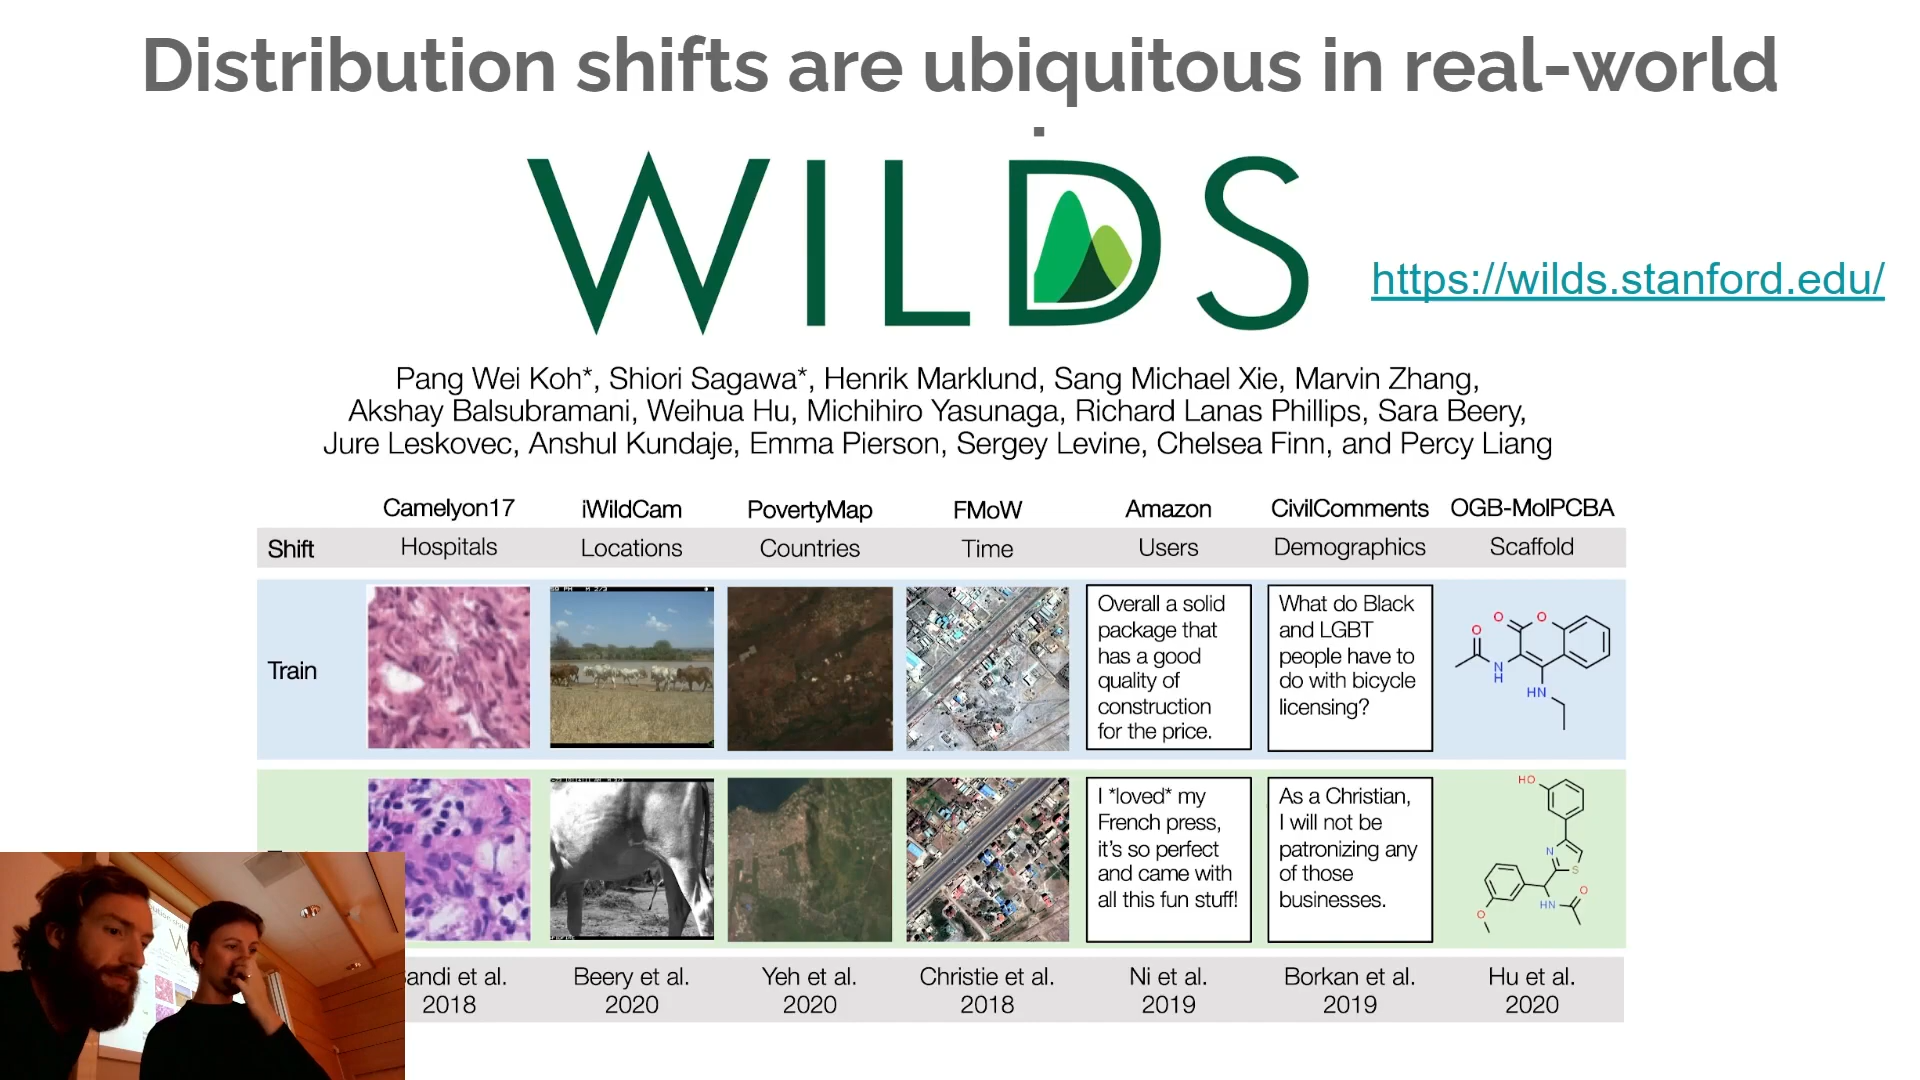 Distribution shifts are ubiquitous in real-world
WILDS
https://wilds.stanford.edu/
Pang Wei Koh*, Shiori Sagawa*, Henrik Marklund, Sang Michael Xie, Marvin Zhang,
Akshay Balsubramani, Weihua Hu, Michihiro Yasunaga, Richard Lanas Phillips, Sara Beery,
Jure Leskovec, Anshul Kundaje, Emma Pierson, Sergey Levine, Chelsea Finn, and Percy Liang
Camelyon17 iWildCam PovertyMap FMoW Amazon CivilComments OGB-MolPCBA
Shift Hospitals Locations Countries Time Users Demographics Scaffold
Train
Overall a solid
package that
has a good
quality of
construction
for the price.
What do Black
and LGBT
people have to
do with bicycle
licensing?
O O O
N
H
HN
I *loved* my
French press,
it's so perfect
and came with
all this fun stuff!
As a Christian,
I will not be
patronizing any
of those
businesses.
HO
N
S
O
HN
O
andi et al. Beery et al. Yeh et al. Christie et al. Ni et al. Borkan et al. Hu et al.
2018 2020 2020 2018 2019 2019 2020